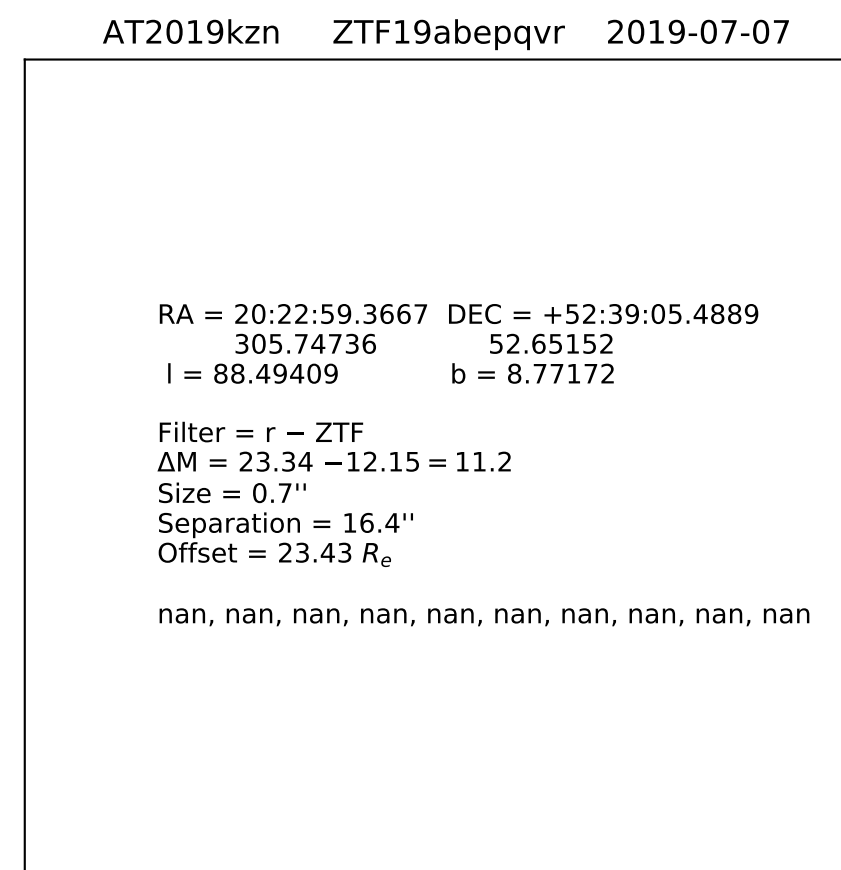 AT2019kzn ZTF19abepqvr 2019-07-07
RA = 20:22:59.3667 DEC = +52:39:05.4889
305.74736 52.65152
l = 88.49409 b = 8.77172
Filter = r − ZTF
ΔM = 23.34 −12.15 = 11.2
Size = 0.7''
Separation = 16.4''
Offset = 23.43 Rₑ
nan, nan, nan, nan, nan, nan, nan, nan, nan, nan